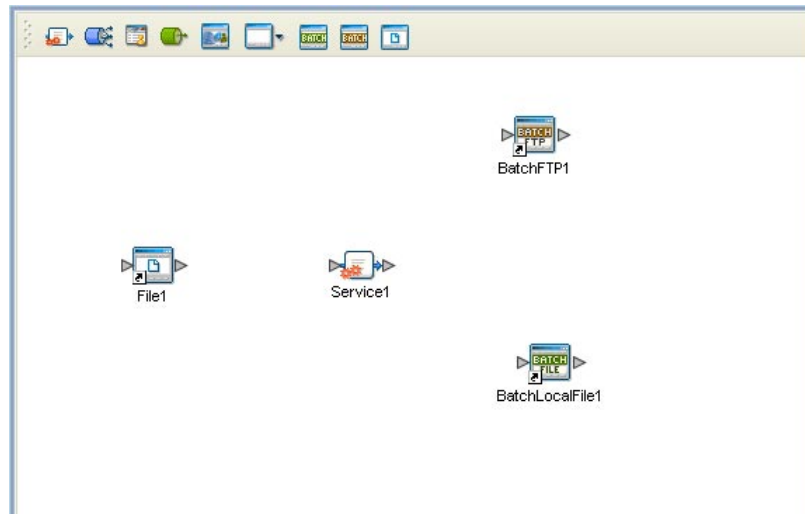 BATCH
BATCH
BATCH
FTP
BatchFTP1
File1
Service1
BATCH
FILE
BatchLocalFile1